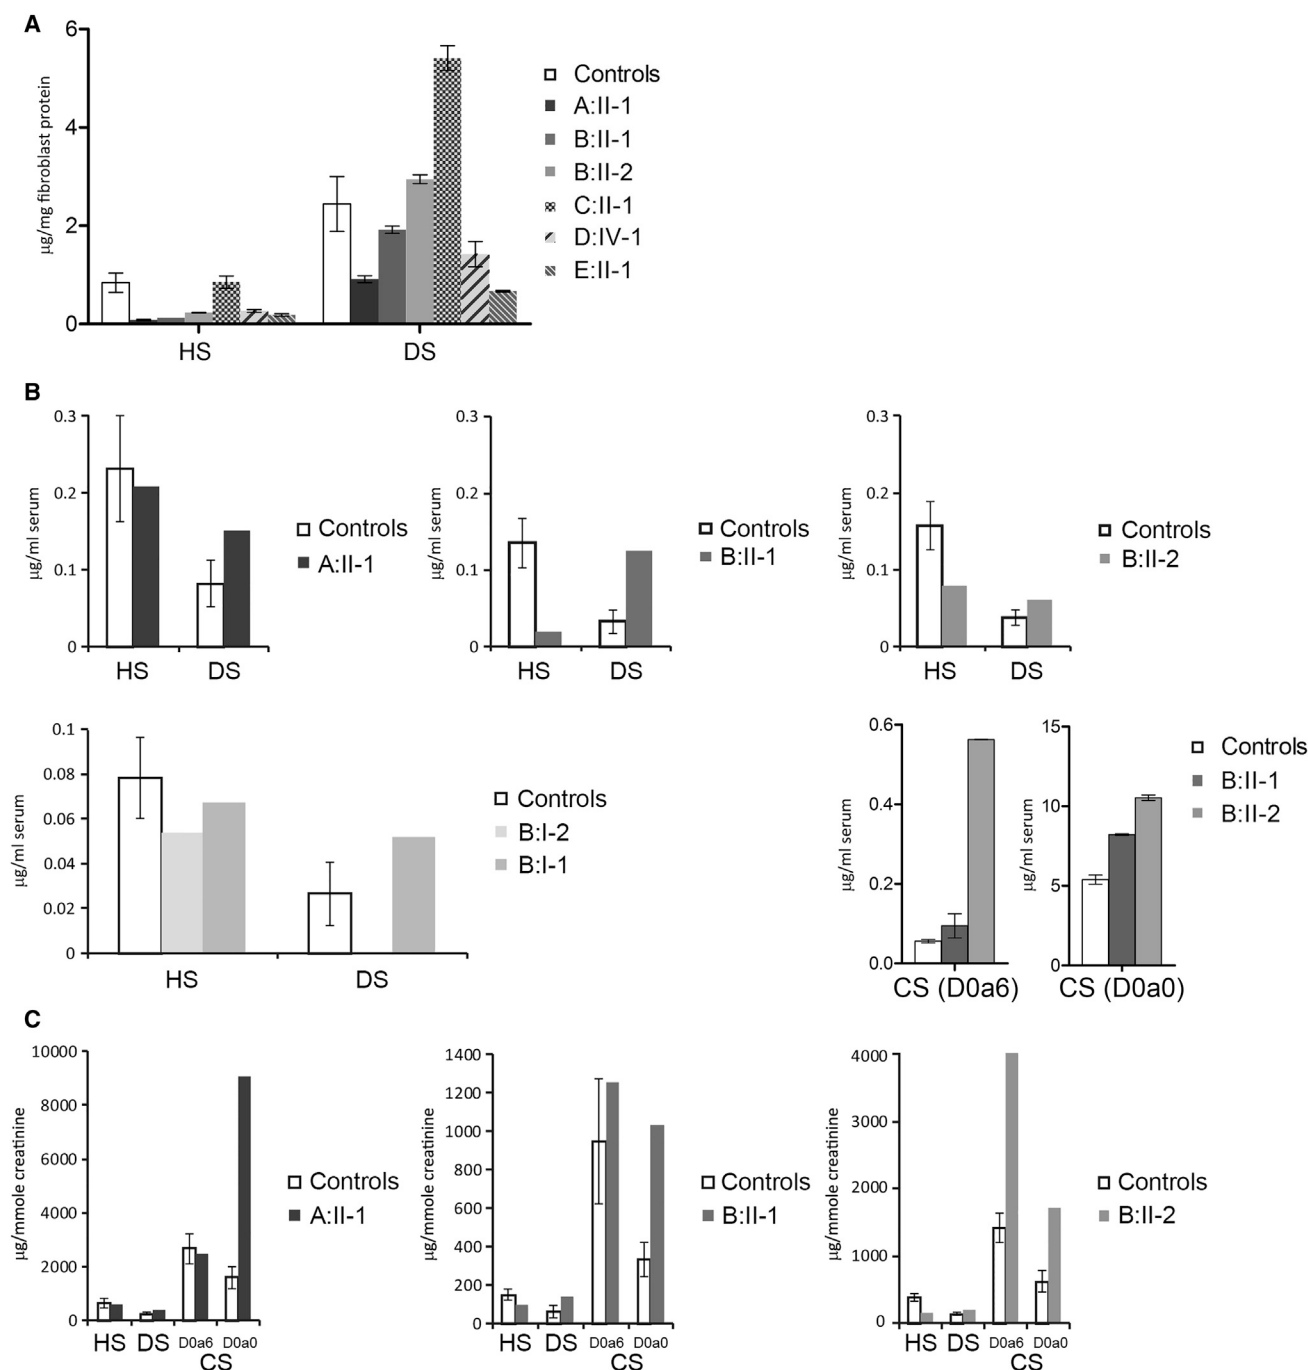 A
6
4
2
0
µg/mg fibroblast protein
HS DS
Controls
A:II-1
B:II-1
B:II-2
C:II-1
D:IV-1
E:II-1
B
0.3
0.2
0.1
0
µg/ml serum
HS DS
Controls
A:II-1
0.3
0.2
0.1
0
µg/ml serum
HS DS
Controls
B:II-1
0.3
0.2
0.1
0
µg/ml serum
HS DS
Controls
B:II-2
0.1
0.08
0.06
0.04
0.02
0
µg/ml serum
HS DS
Controls
B:I-2
B:I-1
0.6
0.4
0.2
0.0
µg/ml serum
CS (D0a6)
15
10
5
0
µg/ml serum
CS (D0a0)
Controls
B:II-1
B:II-2
C
10000
8000
6000
4000
2000
0
µg/mmole creatinine
HS DS D0a6 D0a0
CS
Controls
A:II-1
1400
1200
1000
800
600
400
200
0
µg/mmole creatinine
HS DS D0a6 D0a0
CS
Controls
B:II-1
4000
3000
2000
1000
0
µg/mmole creatinine
HS DS D0a6 D0a0
CS
Controls
B:II-2